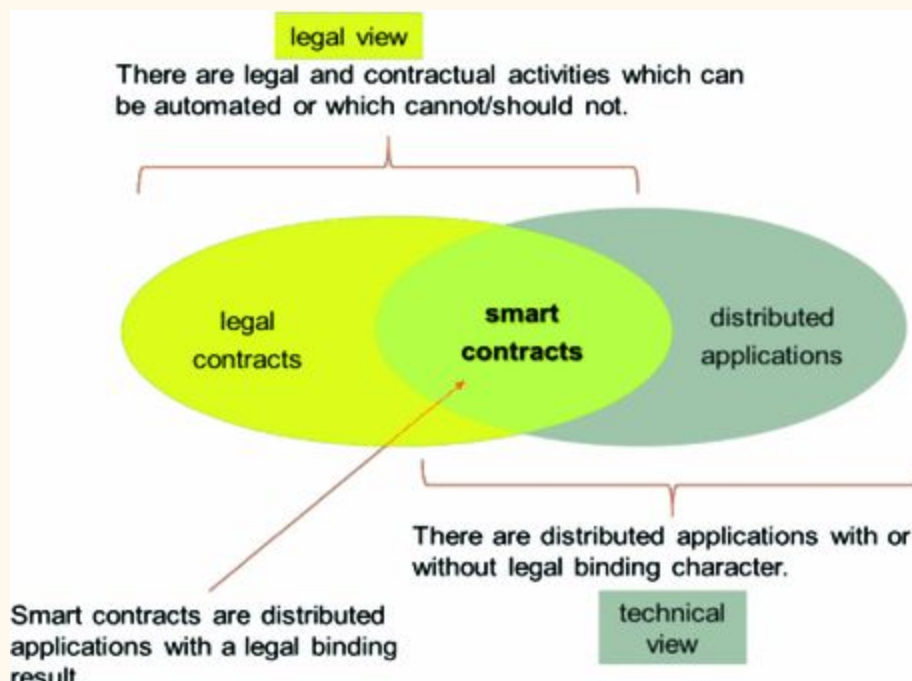 legal view
There are legal and contractual activities which can
be automated or which cannot/should not.
legal
contracts
smart
contracts
distributed
applications
There are distributed applications with or
without legal binding character.
technical
view
Smart contracts are distributed
applications with a legal binding
result